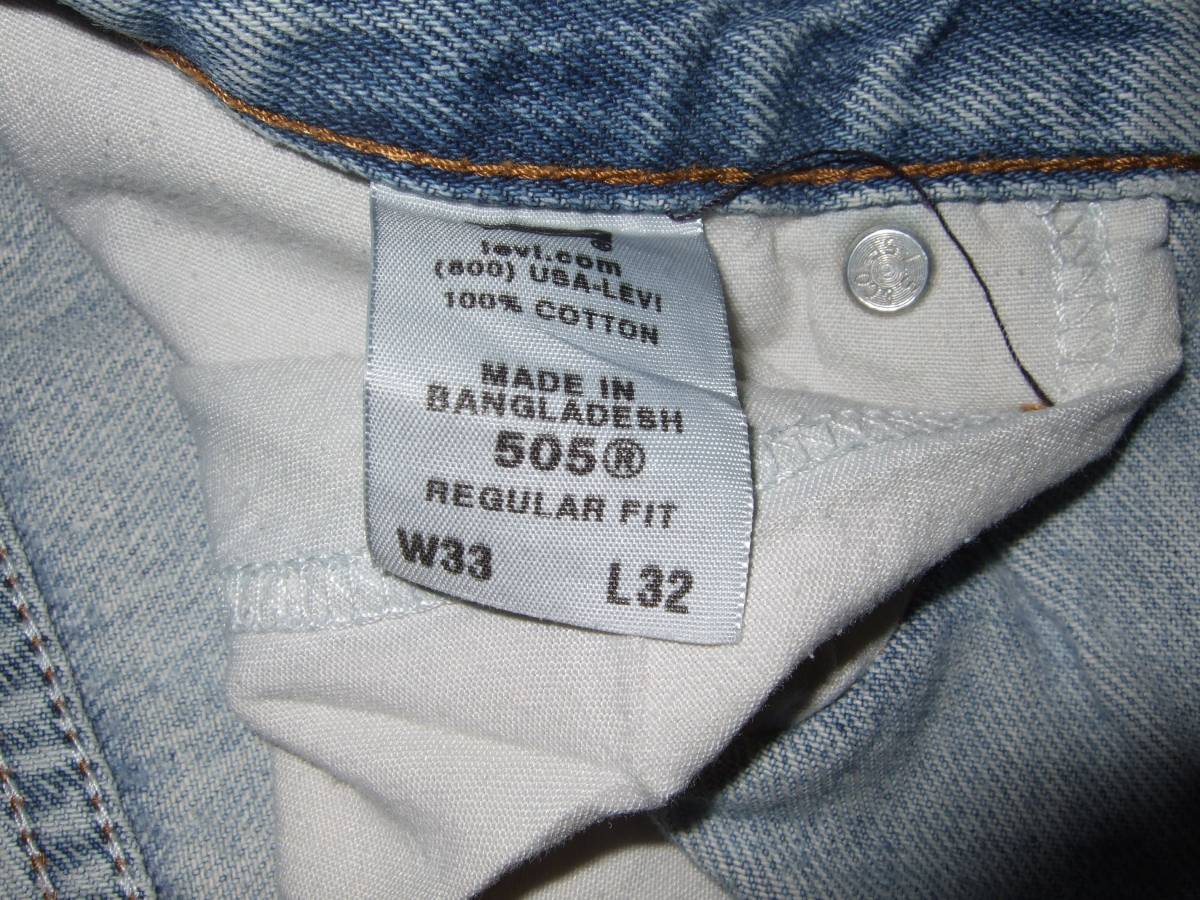 levi.com
(800) USA-LEVI
100% COTTON
MADE IN
BANGLADESH
505®
REGULAR FIT
W33 L32